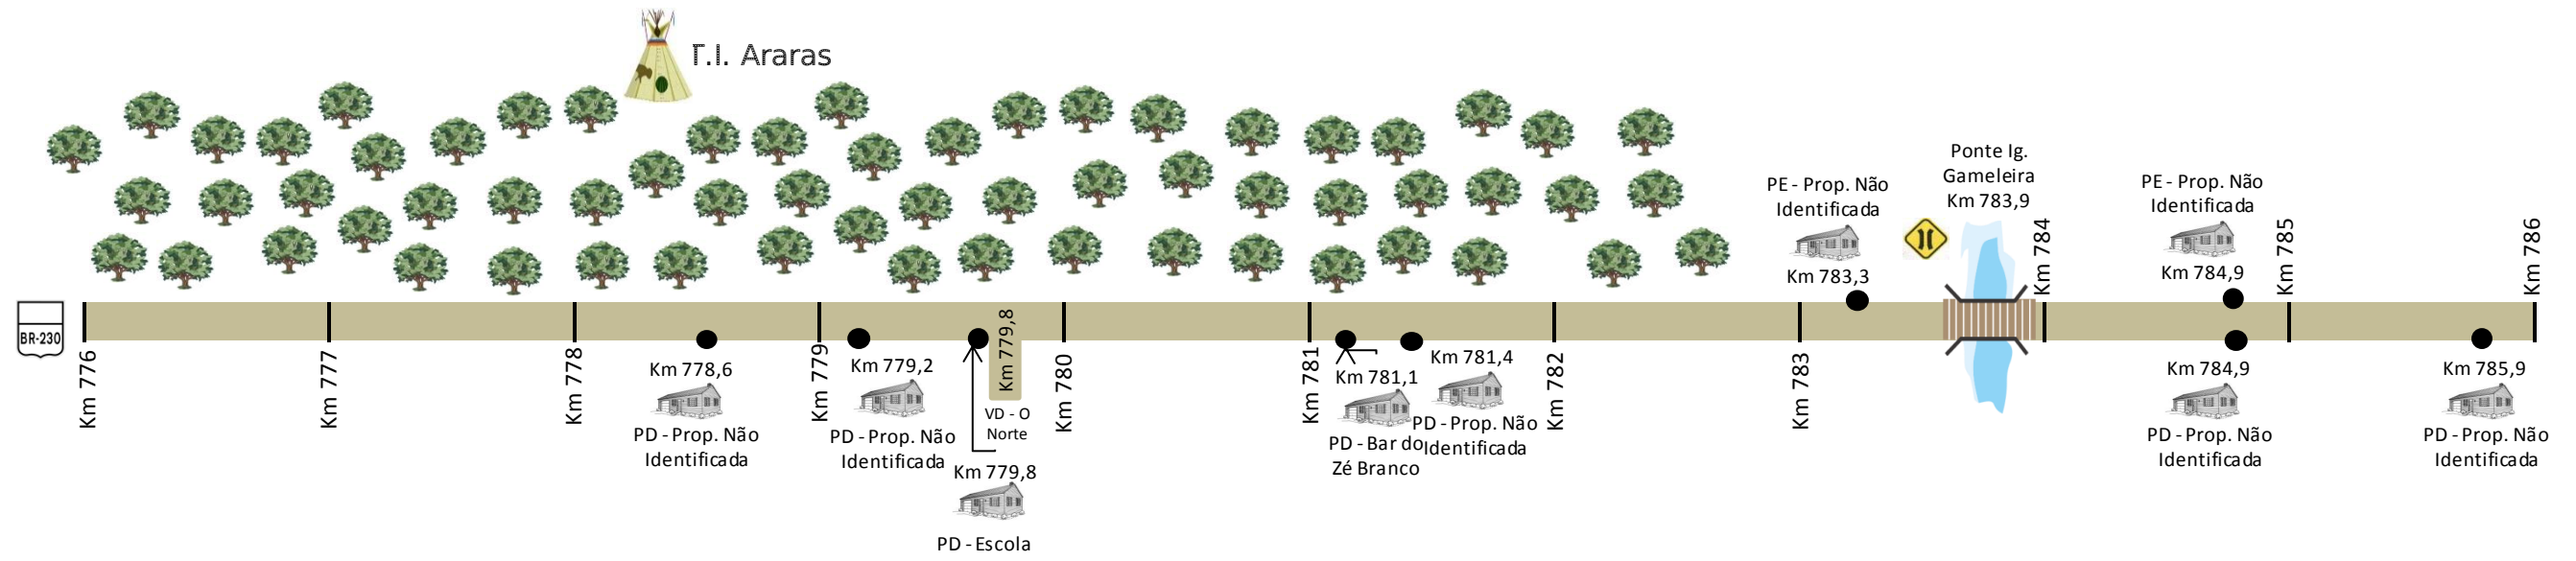 T.I. Araras
Ponte Ig.
Gameleira
Km 783,9
PE - Prop. Não
Identificada
Km 783,3
PE - Prop. Não
Identificada
Km 784,9
Km 784
Km 785
Km 786
BR-230
Km 776
Km 777
Km 778
Km 778,6
PD - Prop. Não
Identificada
Km 779
Km 779,2
PD - Prop. Não
Identificada
Km 779,8
VD - O
Norte
Km 779,8
PD - Escola
Km 780
Km 781
Km 781,1
PD - Bar do
Zé Branco
Km 781,4
PD - Prop. Não
Identificada
Km 782
Km 783
Km 784,9
PD - Prop. Não
Identificada
Km 785,9
PD - Prop. Não
Identificada